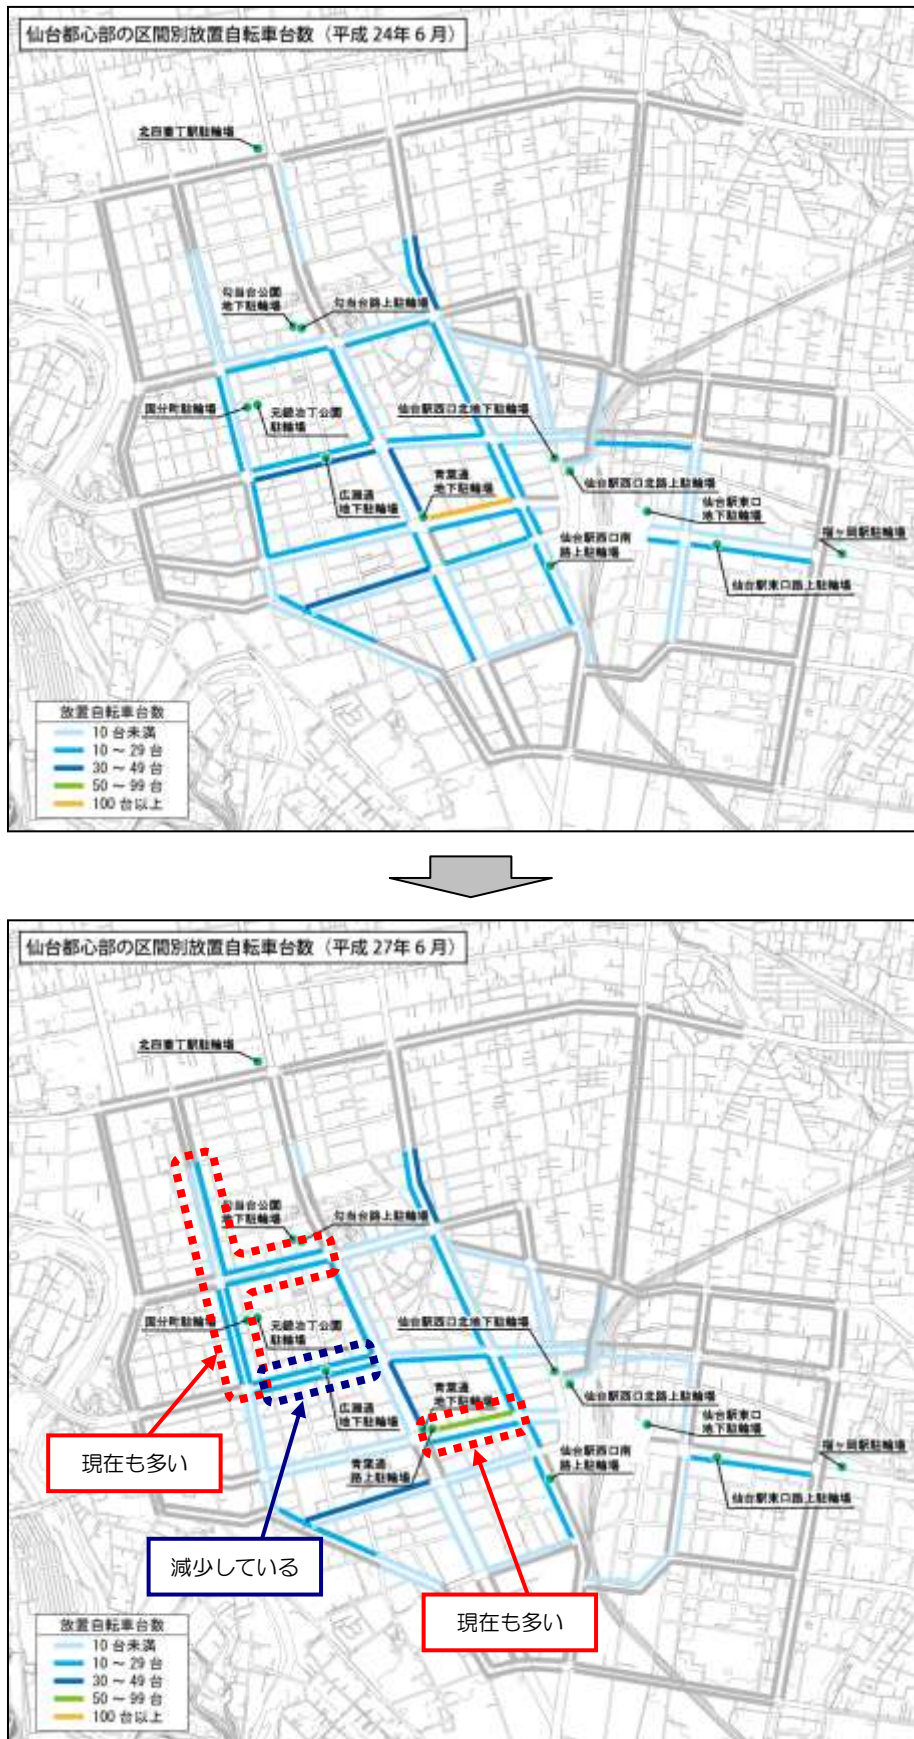 仙台都心部の区間別放置自転車台数（平成24年6月）
北四番丁駅駐輪場
勾当台公園
地下駐輪場
勾当台路上駐輪場
国分町駐輪場
元鍛冶丁公園
駐輪場
仙台駅西口北地下駐輪場
広瀬通
地下駐輪場
青葉通
地下駐輪場
仙台駅西口北路上駐輪場
仙台駅東口
地下駐輪場
榴ヶ岡駅駐輪場
仙台駅西口南
路上駐輪場
仙台駅東口路上駐輪場
放置自転車台数
10台未満
10～29台
30～49台
50～99台
100台以上
仙台都心部の区間別放置自転車台数（平成27年6月）
北四番丁駅駐輪場
勾当台公園
地下駐輪場
勾当台路上駐輪場
国分町駐輪場
元鍛冶丁公園
駐輪場
仙台駅西口北地下駐輪場
広瀬通
地下駐輪場
青葉通
地下駐輪場
仙台駅西口北路上駐輪場
仙台駅東口
地下駐輪場
榴ヶ岡駅駐輪場
青葉通
路上駐輪場
仙台駅西口南
路上駐輪場
仙台駅東口路上駐輪場
現在も多い
減少している
現在も多い
放置自転車台数
10台未満
10～29台
30～49台
50～99台
100台以上